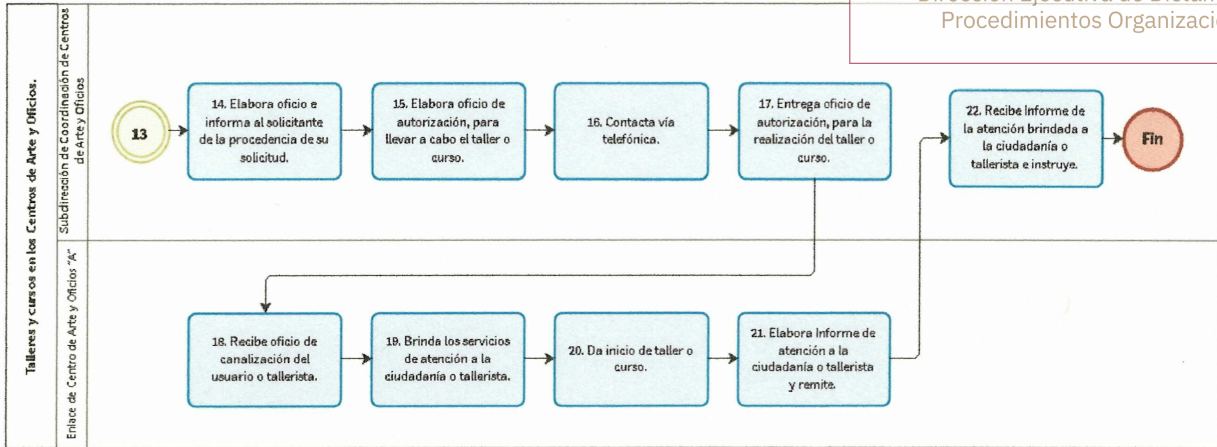 Procedimientos Organizaci
Talleres y cursos en los Centros de Arte y Oficios.
Subdirección de Coordinación de Centros
de Arte y Oficios
13
14. Elabora oficio e
informa al solicitante
de la procedencia de su
solicitud.
15. Elabora oficio de
autorización, para
llevar a cabo el taller o
curso.
16. Contacta vía
telefónica.
17. Entrega oficio de
autorización, para la
realización del taller o
curso.
22. Recibe Informe de
la atención brindada a
la ciudadanía o
tallerista e instruye.
Fin
Enlace de Centro de Arte y Oficios "A"
18. Recibe oficio de
canalización del
usuario o tallerista.
19. Brinda los servicios
de atención a la
ciudadanía o tallerista.
20. Da inicio de taller o
curso.
21. Elabora Informe de
atención a la
ciudadanía o tallerista
y remite.